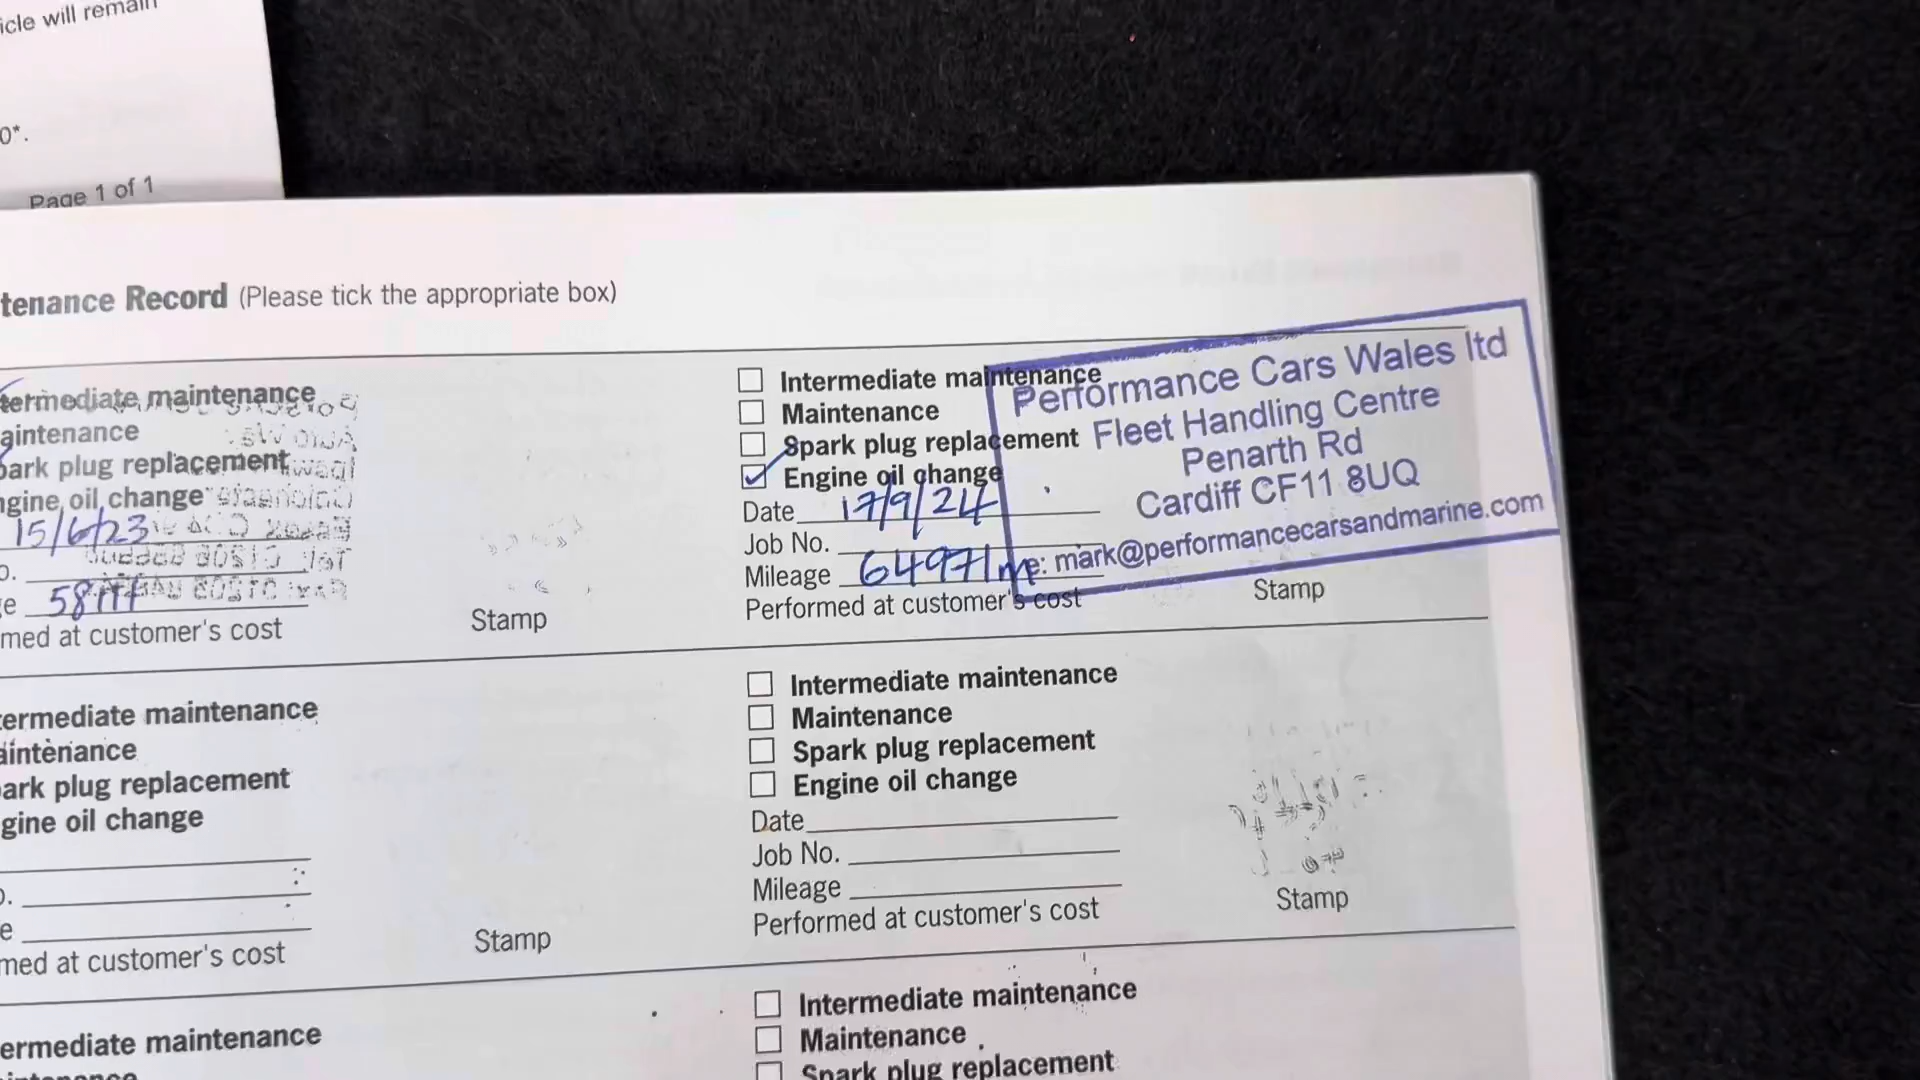 icle will remain
0*.
Page 1 of 1
tenance Record (Please tick the appropriate box)
termediate maintenance
aintenance
park plug replacement
ngine oil change
15/6/23
o.
e
med at customer's cost
Stamp
Intermediate maintenance
Maintenance
Spark plug replacement
Engine oil change
Date 17/9/24
Job No.
Mileage 64971m
Performed at customer's cost
Performance Cars Wales ltd
Fleet Handling Centre
Penarth Rd
Cardiff CF11 8UQ
e: mark@performancecarsandmarine.com
Stamp
termediate maintenance
aintenance
ark plug replacement
gine oil change
o.
e
med at customer's cost
Stamp
Intermediate maintenance
Maintenance
Spark plug replacement
Engine oil change
Date
Job No.
Mileage
Performed at customer's cost
Stamp
ermediate maintenance
Intermediate maintenance
Maintenance
Spark plug replacement